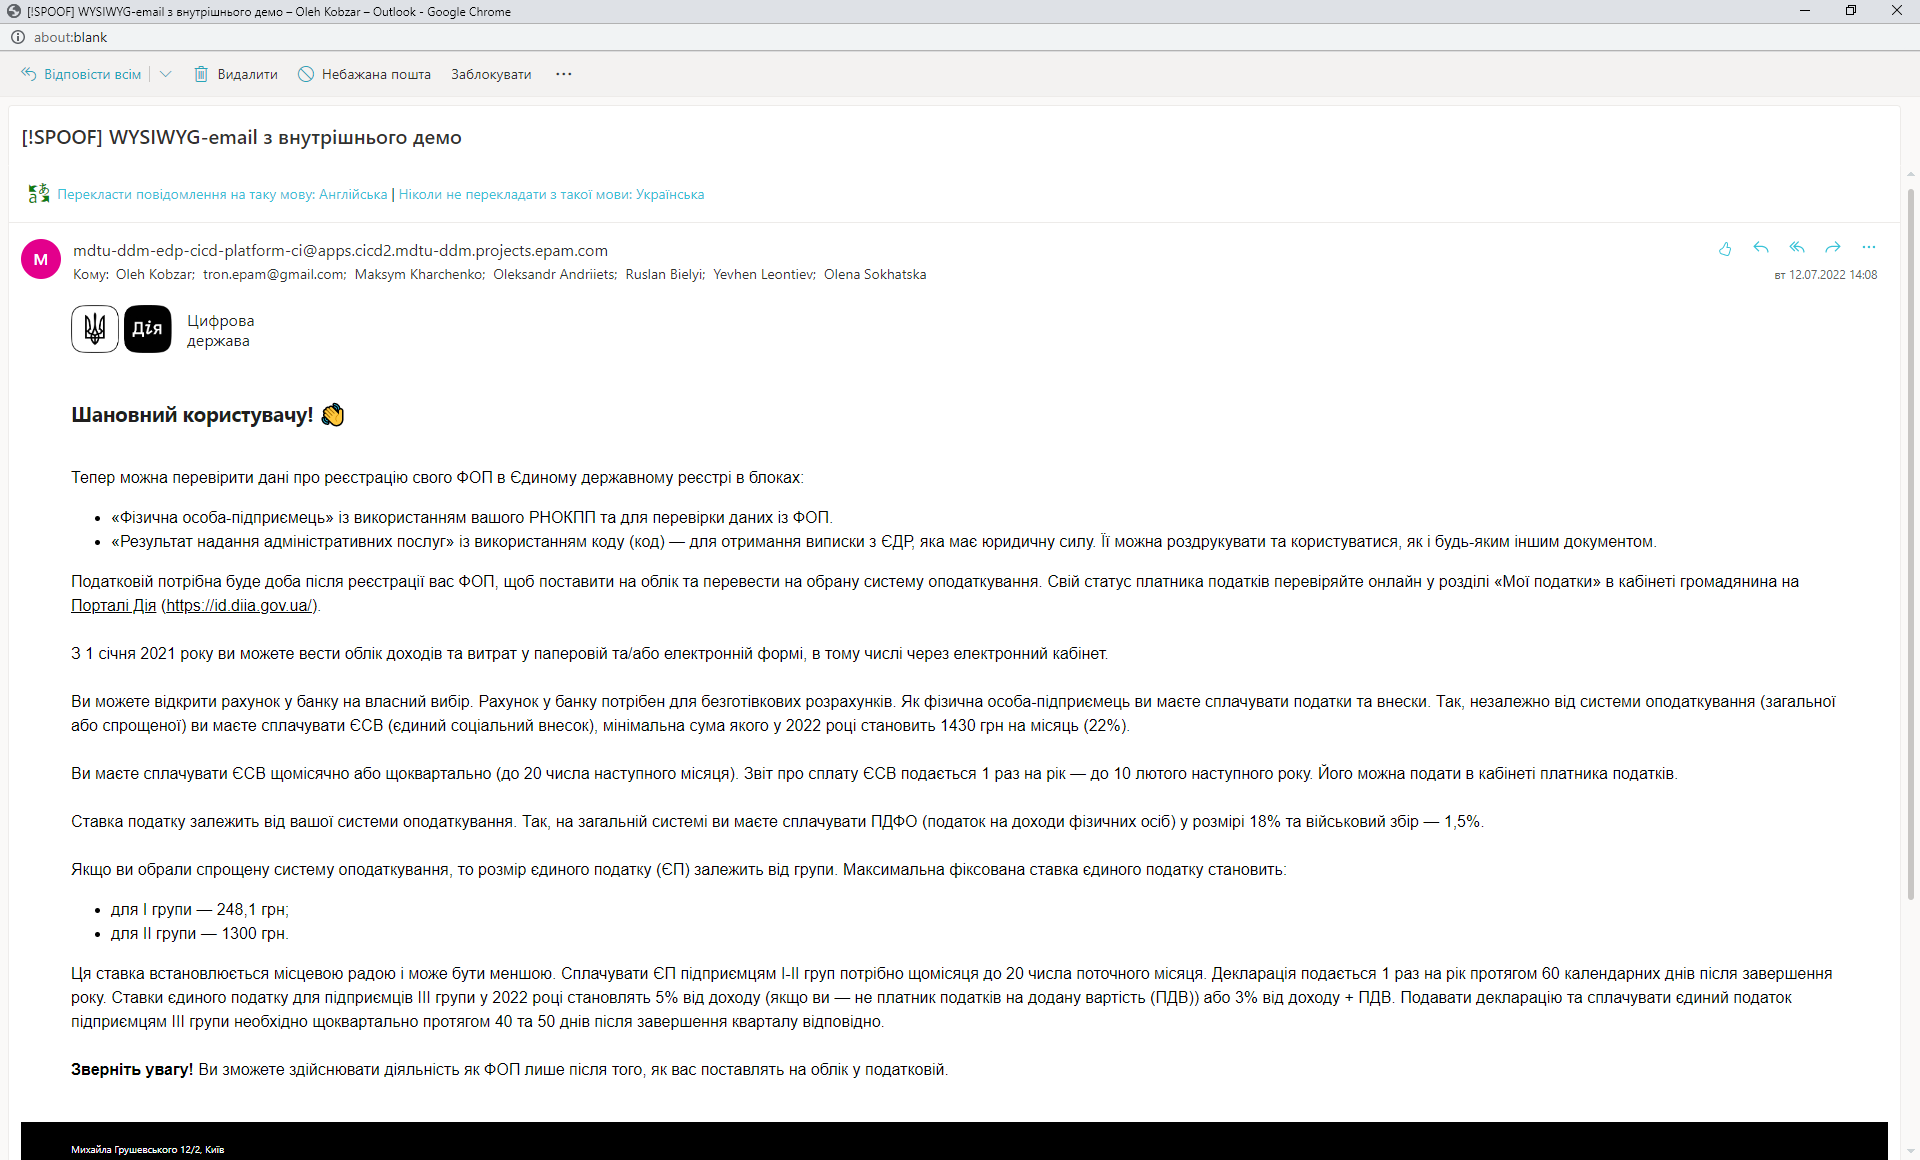 [!SPOOF] WYSIWYG-email з внутрішнього демо – Oleh Kobzar – Outlook - Google Chrome
about:blank
Відповісти всім Видалити Небажана пошта Заблокувати ...
[!SPOOF] WYSIWYG-email з внутрішнього демо
Перекласти повідомлення на таку мову: Англійська | Ніколи не перекладати з такої мови: Українська
M
mdtu-ddm-edp-cicd-platform-ci@apps.cicd2.mdtu-ddm.projects.epam.com
Кому: Oleh Kobzar; tron.epam@gmail.com; Maksym Kharchenko; Oleksandr Andriiets; Ruslan Bielyi; Yevhen Leontiev; Olena Sokhatska
вт 12.07.2022 14:08
Дія
Цифрова
держава
Шановний користувачу! 👋
Тепер можна перевірити дані про реєстрацію свого ФОП в Єдиному державному реєстрі в блоках:
• «Фізична особа-підприємець» із використанням вашого РНОКПП та для перевірки даних із ФОП.
• «Результат надання адміністративних послуг» із використанням коду (код) — для отримання виписки з ЄДР, яка має юридичну силу. Її можна роздрукувати та користуватися, як і будь-яким іншим документом.
Податковій потрібна буде доба після реєстрації вас ФОП, щоб поставити на облік та перевести на обрану систему оподаткування. Свій статус платника податків перевіряйте онлайн у розділі «Мої податки» в кабінеті громадянина на
Порталі Дія (https://id.diia.gov.ua/).
З 1 січня 2021 року ви можете вести облік доходів та витрат у паперовій та/або електронній формі, в тому числі через електронний кабінет.
Ви можете відкрити рахунок у банку на власний вибір. Рахунок у банку потрібен для безготівкових розрахунків. Як фізична особа-підприємець ви маєте сплачувати податки та внески. Так, незалежно від системи оподаткування (загальної
або спрощеної) ви маєте сплачувати ЄСВ (єдиний соціальний внесок), мінімальна сума якого у 2022 році становить 1430 грн на місяць (22%).
Ви маєте сплачувати ЄСВ щомісячно або щоквартально (до 20 числа наступного місяця). Звіт про сплату ЄСВ подається 1 раз на рік — до 10 лютого наступного року. Його можна подати в кабінеті платника податків.
Ставка податку залежить від вашої системи оподаткування. Так, на загальній системі ви маєте сплачувати ПДФО (податок на доходи фізичних осіб) у розмірі 18% та військовий збір — 1,5%.
Якщо ви обрали спрощену систему оподаткування, то розмір єдиного податку (ЄП) залежить від групи. Максимальна фіксована ставка єдиного податку становить:
• для І групи — 248,1 грн;
• для ІІ групи — 1300 грн.
Ця ставка встановлюється місцевою радою і може бути меншою. Сплачувати ЄП підприємцям І-ІІ груп потрібно щомісяця до 20 числа поточного місяця. Декларація подається 1 раз на рік протягом 60 календарних днів після завершення
року. Ставки єдиного податку для підприємців ІІІ групи у 2022 році становлять 5% від доходу (якщо ви — не платник податків на додану вартість (ПДВ)) або 3% від доходу + ПДВ. Подавати декларацію та сплачувати єдиний податок
підприємцям ІІІ групи необхідно щоквартально протягом 40 та 50 днів після завершення кварталу відповідно.
Зверніть увагу! Ви зможете здійснювати діяльність як ФОП лише після того, як вас поставлять на облік у податковій.
Михайла Грушевського 12/2, Київ